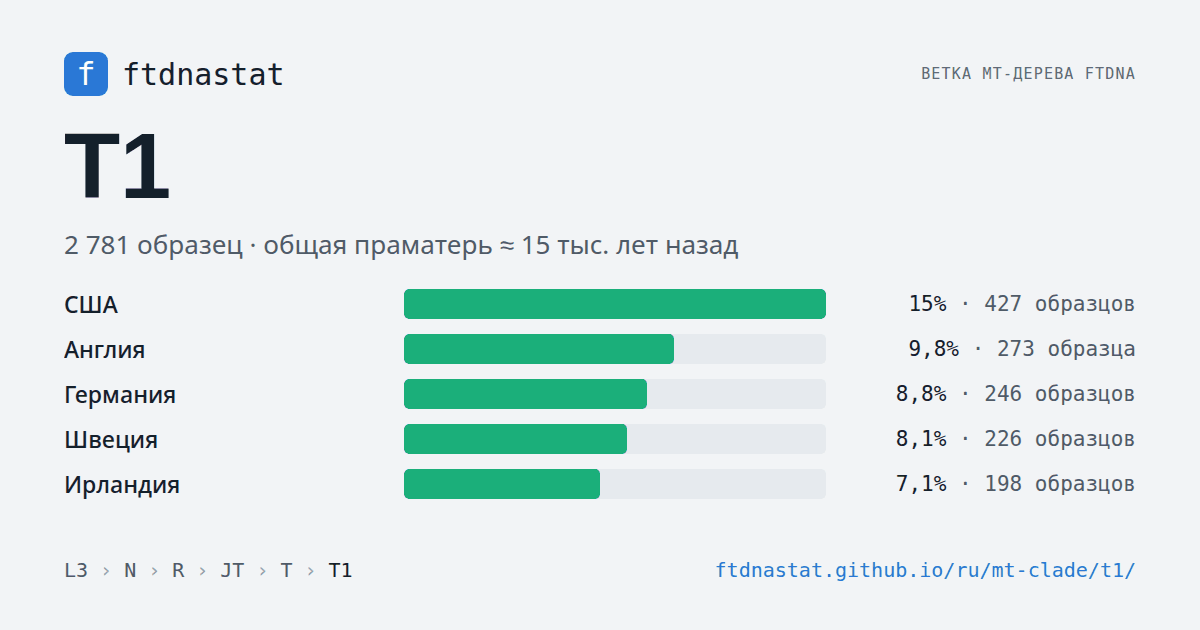 f ftdnastat
ВЕТКА МТ-ДЕРЕВА FTDNA
T1
2 781 образец · общая праматерь ≈ 15 тыс. лет назад
США 15% · 427 образцов
Англия 9,8% · 273 образца
Германия 8,8% · 246 образцов
Швеция 8,1% · 226 образцов
Ирландия 7,1% · 198 образцов
L3 › N › R › JT › T › T1
ftdnastat.github.io/ru/mt-clade/t1/